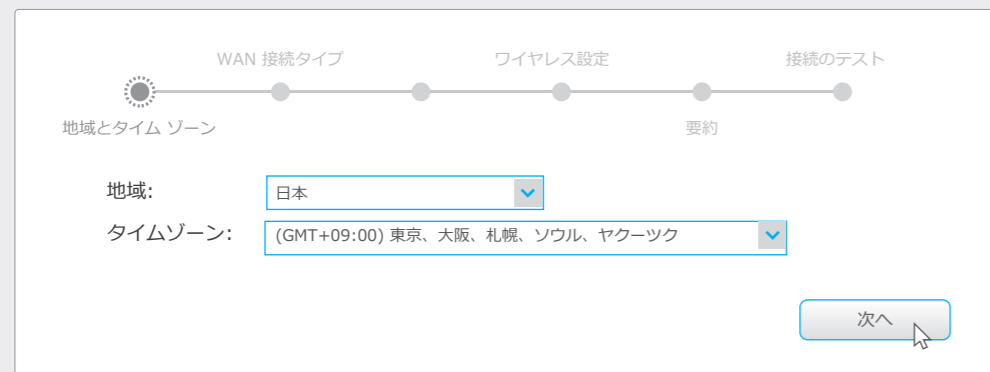 WAN 接続タイプ ワイヤレス設定 接続のテスト
地域とタイム ゾーン 要約
地域: 日本
タイムゾーン: (GMT+09:00) 東京、大阪、札幌、ソウル、ヤクーツク
次へ